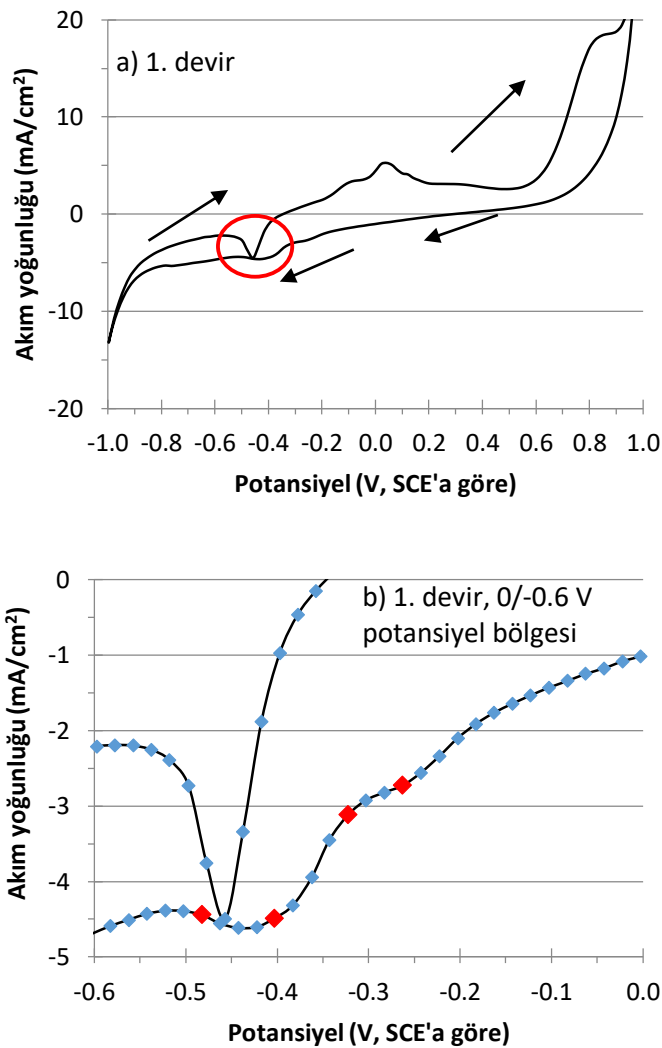 20
10
0
-10
-20
Akım yoğunluğu (mA/cm²)
a) 1. devir
-1.0 -0.8 -0.6 -0.4 -0.2 0.0 0.2 0.4 0.6 0.8 1.0
Potansiyel (V, SCE'a göre)
0
-1
-2
-3
-4
-5
Akım yoğunluğu (mA/cm²)
b) 1. devir, 0/-0.6 V
potansiyel bölgesi
-0.6 -0.5 -0.4 -0.3 -0.2 -0.1 0.0
Potansiyel (V, SCE'a göre)